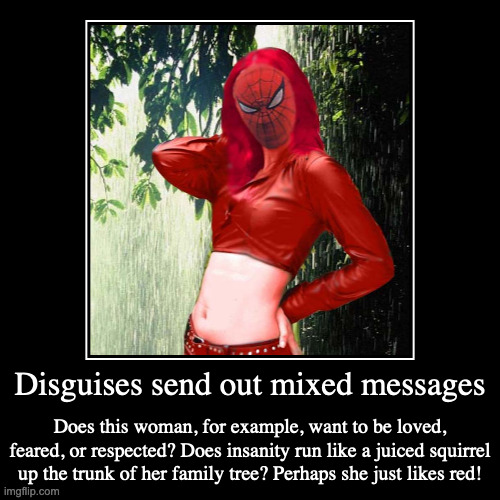 Disguises send out mixed messages
Does this woman, for example, want to be loved,
feared, or respected? Does insanity run like a juiced squirrel
up the trunk of her family tree? Perhaps she just likes red!
imgflip.com